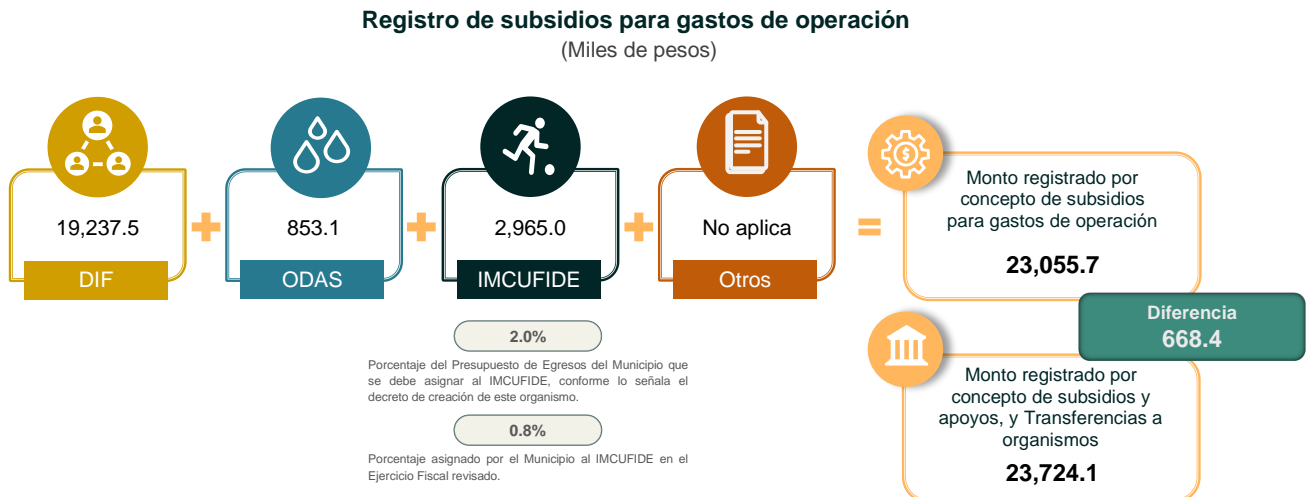 Registro de subsidios para gastos de operación
(Miles de pesos)
19,237.5
DIF
853.1
ODAS
2,965.0
IMCUFIDE
No aplica
Otros
Monto registrado por
concepto de subsidios
para gastos de operación
23,055.7
Diferencia
668.4
Monto registrado por
concepto de subsidios y
apoyos, y Transferencias a
organismos
23,724.1
2.0%
Porcentaje del Presupuesto de Egresos del Municipio que
se debe asignar al IMCUFIDE, conforme lo señala el
decreto de creación de este organismo.
0.8%
Porcentaje asignado por el Municipio al IMCUFIDE en el
Ejercicio Fiscal revisado.